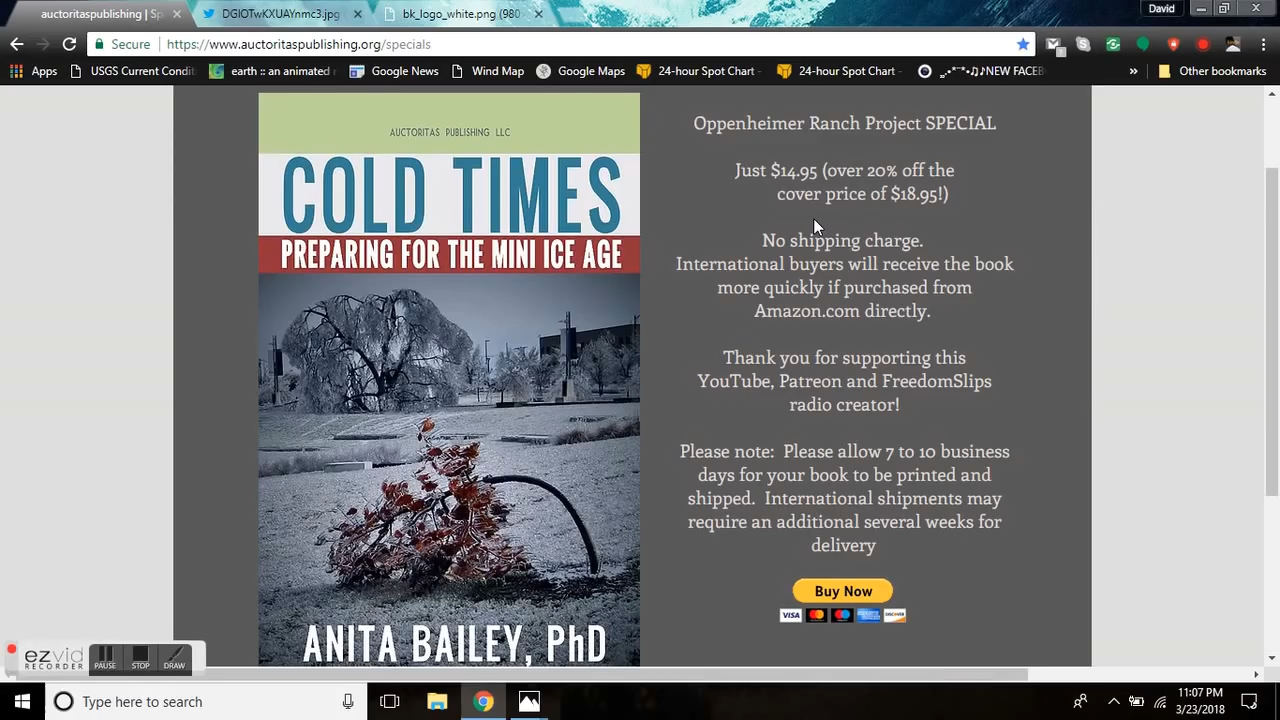 auctoritaspublishing | Sp
DGIOTwKXUAYnmc3.jpg
bk_logo_white.png (980
David
Secure
https://www.auctoritaspublishing.org/specials
Apps
USGS Current Condit
earth :: an animated
Google News
Wind Map
Google Maps
24-hour Spot Chart -
24-hour Spot Chart -
NEW FACEB
»
Other bookmarks
AUCTORITAS PUBLISHING LLC
COLD TIMES
PREPARING FOR THE MINI ICE AGE
ANITA BAILEY, PhD
Oppenheimer Ranch Project SPECIAL
Just $14.95 (over 20% off the
cover price of $18.95!)
No shipping charge.
International buyers will receive the book
more quickly if purchased from
Amazon.com directly.
Thank you for supporting this
YouTube, Patreon and FreedomSlips
radio creator!
Please note: Please allow 7 to 10 business
days for your book to be printed and
shipped. International shipments may
require an additional several weeks for
delivery
Buy Now
VISA
DISCOVER
ezvid
RECORDER
PAUSE
STOP
DRAW
Type here to search
11:07 PM
3/23/2018